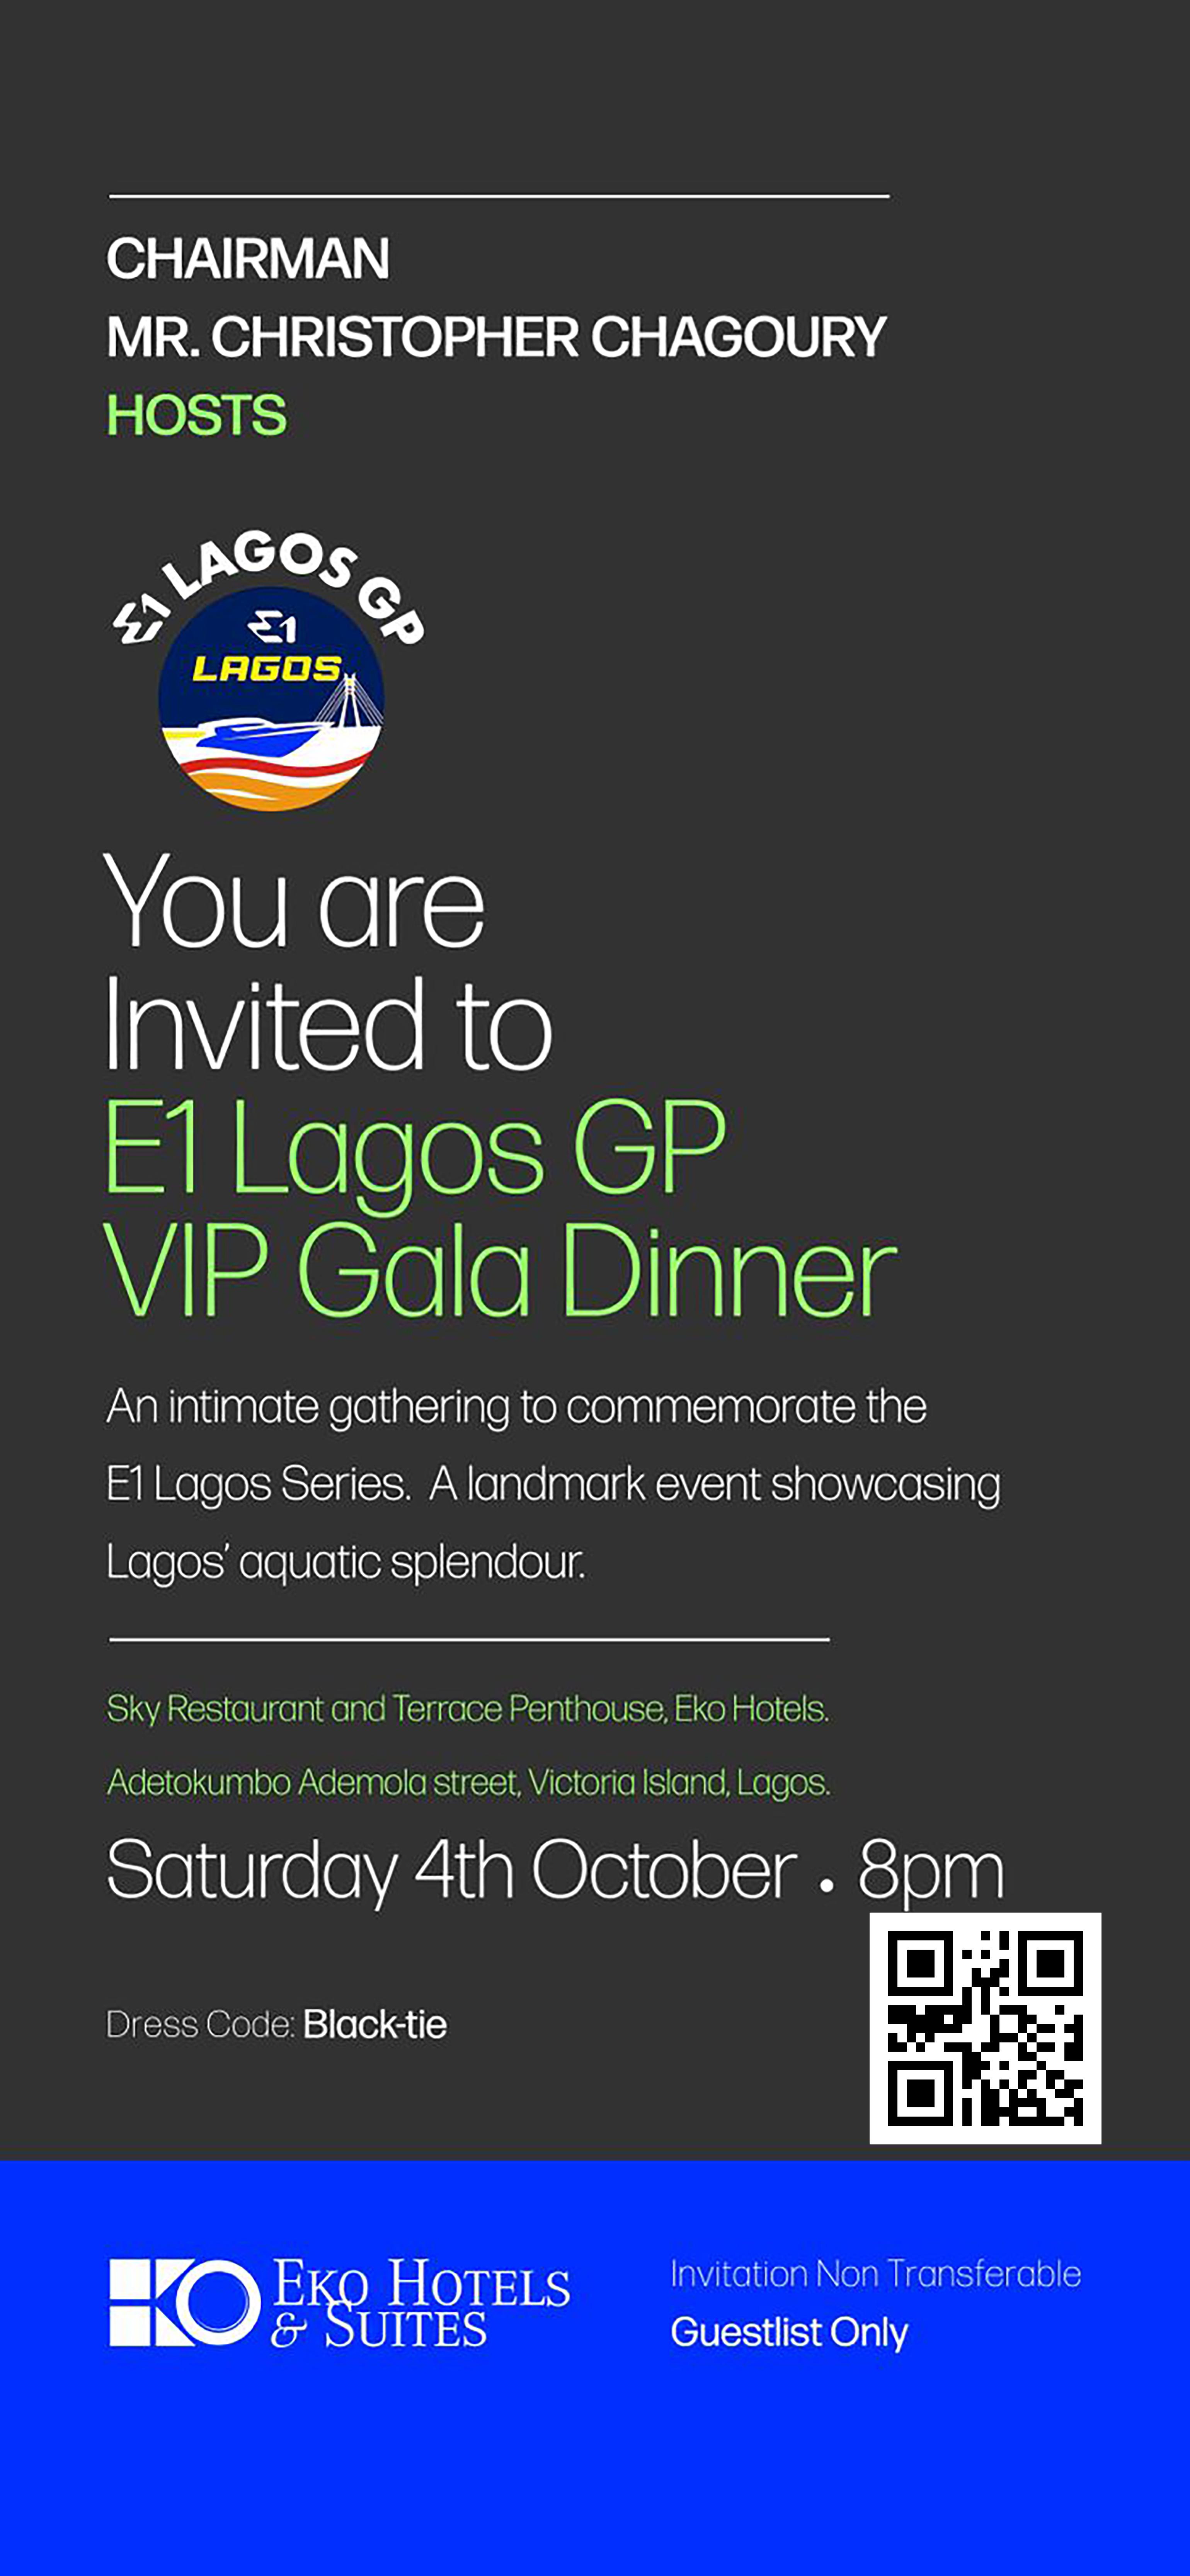 CHAIRMAN
MR. CHRISTOPHER CHAGOURY
HOSTS
E1 LAGOS GP
E1
LAGOS
You are
Invited to
E1 Lagos GP
VIP Gala Dinner
An intimate gathering to commemorate the
E1 Lagos Series.  A landmark event showcasing
Lagos’ aquatic splendour.
Sky Restaurant and Terrace Penthouse, Eko Hotels.
Adetokumbo Ademola street, Victoria Island, Lagos.
Saturday 4th October . 8pm
Dress Code: Black-tie
EKO HOTELS
& SUITES
Invitation Non Transferable
Guestlist Only